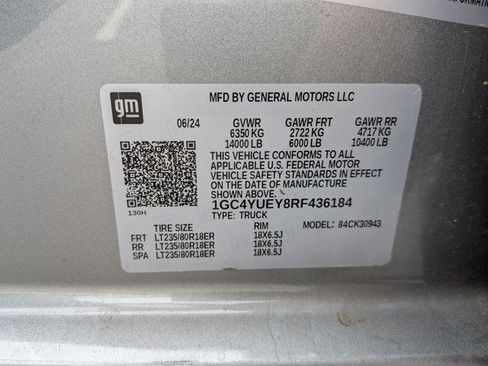 gm
MFD BY GENERAL MOTORS LLC
06/24 GVWR GAWR FRT GAWR RR
6350 KG 2722 KG 4717 KG
14000 LB 6000 LB 10400 LB
THIS VEHICLE CONFORMS TO ALL
APPLICABLE U.S. FEDERAL MOTOR
VEHICLE SAFETY STANDARDS IN EFFECT
ON THE DATE OF MANUFACTURE
SHOWN ABOVE.
1GC4YUEY8RF436184
TYPE: TRUCK
130H
MODEL: 84CK30943
TIRE SIZE RIM
FRT LT235/80R18ER 18X6.5J
RR LT235/80R18ER 18X6.5J
SPA LT235/80R18ER 18X6.5J